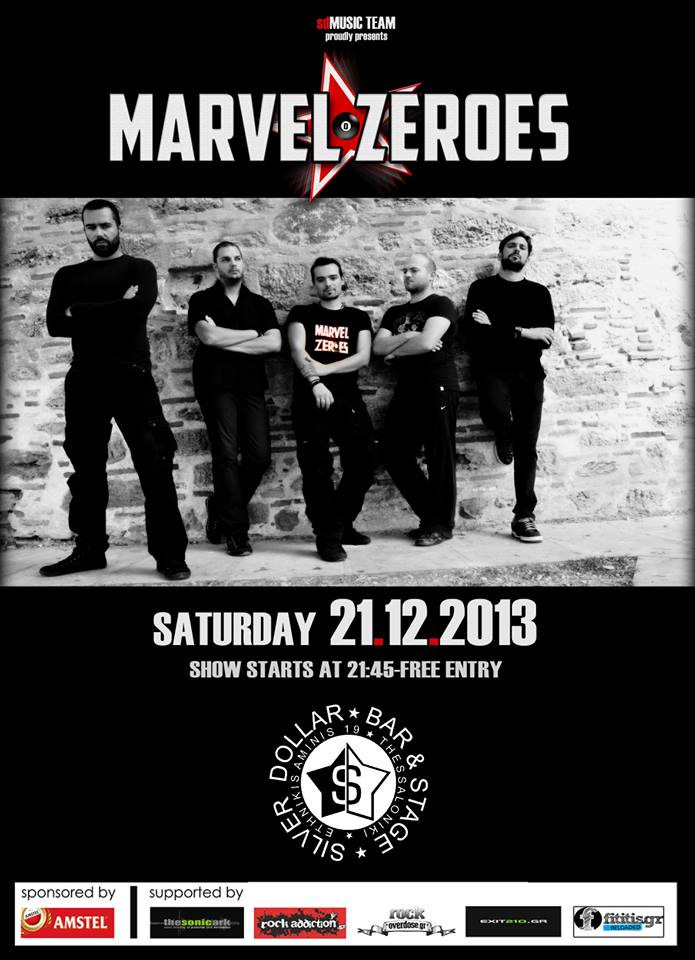 sdMUSIC TEAM
proudly presents
MARVEL ZEROES
MARVEL
ZEROES
SATURDAY 21.12.2013
SHOW STARTS AT 21:45-FREE ENTRY
SILVER ★ DOLLAR ★ BAR & STAGE ★
ETHNIKIS AMINIS 19 ★ THESSALONIKI ★
$
sponsored by
supported by
AMSTEL
thesonicark
rock addiction
rock
overdose.gr
EXIT210.GR
fititis.gr
RELOADED